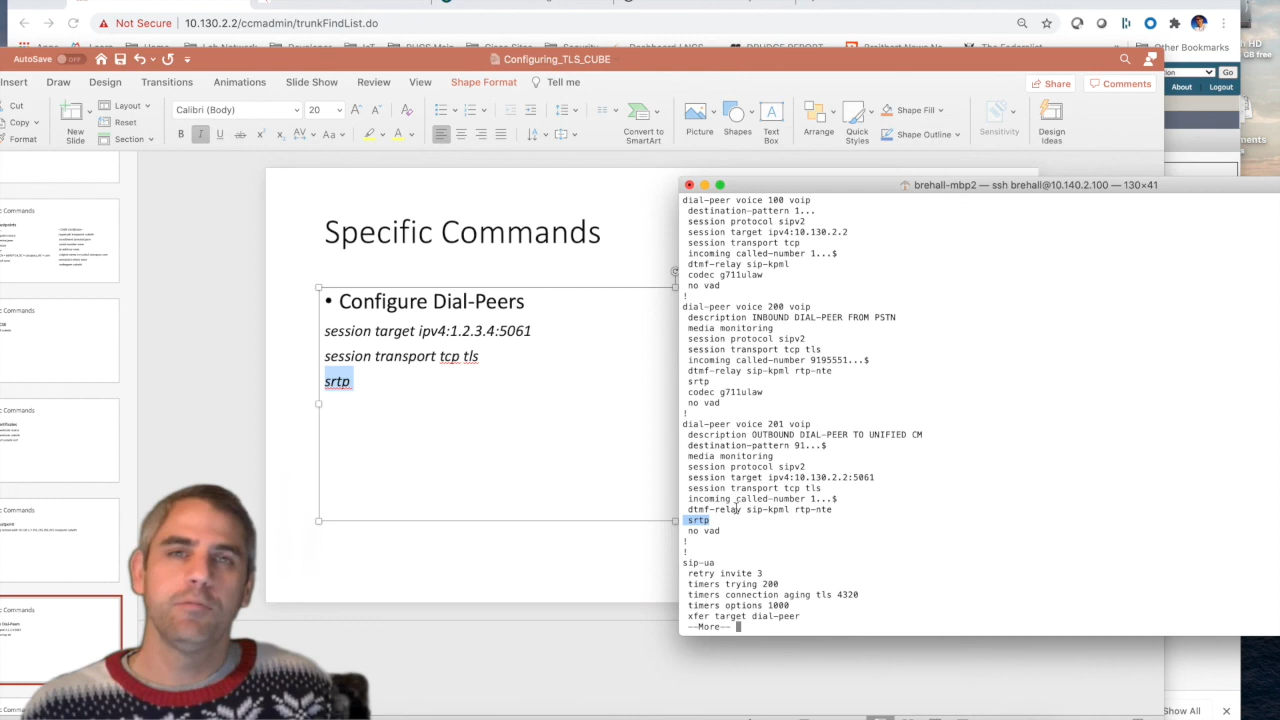 Not Secure 10.130.2.2/ccmadmin/trunkFindList.do
Other Bookmarks
AutoSave OFF
Configuring_TLS_CUBE
GB free
Go
About Logout
Insert Draw Design Transitions Animations Slide Show Review View Shape Format Tell me
Share Comments
Cut
Copy
Format
New
Slide
Layout
Reset
Section
Calibri (Body) 20
Convert to
SmartArt
Picture Shapes Text
Box
Arrange Quick
Styles
Shape Fill
Shape Outline
Sensitivity
Design
Ideas
Specific Commands
• Configure Dial-Peers
session target ipv4:1.2.3.4:5061
session transport tcp tls
srtp
brehall-mbp2 — ssh brehall@10.140.2.100 — 130×41
dial-peer voice 100 voip
destination-pattern 1...
session protocol sipv2
session target ipv4:10.130.2.2
session transport tcp
incoming called-number 1...$
dtmf-relay sip-kpml
codec g711ulaw
no vad
!
dial-peer voice 200 voip
description INBOUND DIAL-PEER FROM PSTN
media monitoring
session protocol sipv2
session transport tcp tls
incoming called-number 9195551...$
dtmf-relay sip-kpml rtp-nte
srtp
codec g711ulaw
no vad
!
dial-peer voice 201 voip
description OUTBOUND DIAL-PEER TO UNIFIED CM
destination-pattern 91...$
media monitoring
session protocol sipv2
session target ipv4:10.130.2.2:5061
session transport tcp tls
incoming called-number 1...$
dtmf-relay sip-kpml rtp-nte
srtp
no vad
!
!
sip-ua
retry invite 3
timers trying 200
timers connection aging tls 4320
timers options 1000
xfer target dial-peer
--More--
Show All